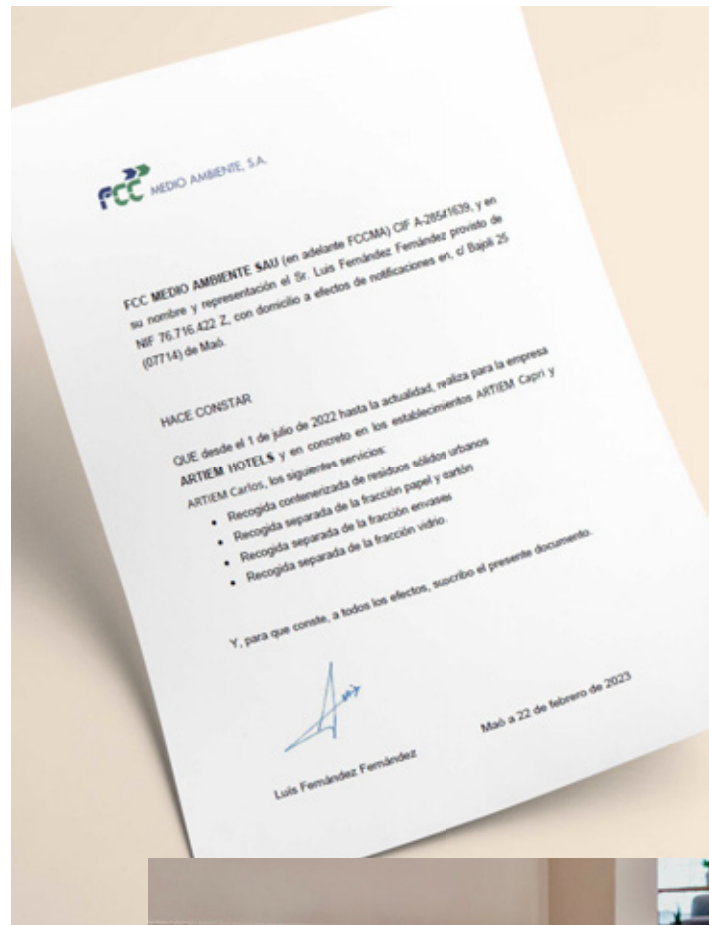 FCC MEDIO AMBIENTE, S.A.
FCC MEDIO AMBIENTE SAU (en adelante FCCMA) CIF A-28541639, y en
su nombre y representación el Sr. Luis Fernández Fernández provisto de
NIF 76.716.422 Z, con domicilio a efectos de notificaciones en, c/ Bajolí 25
(07714) de Maó.
HACE CONSTAR
QUE desde el 1 de julio de 2022 hasta la actualidad, realiza para la empresa
ARTIEM HOTELS y en concreto en los establecimientos ARTIEM Capri y
ARTIEM Carlos, los siguientes servicios:
• Recogida contenerizada de residuos sólidos urbanos
• Recogida separada de la fracción papel y cartón
• Recogida separada de la fracción envases
• Recogida separada de la fracción vidrio.
Y, para que conste, a todos los efectos, suscribo el presente documento.
Maó a 22 de febrero de 2023
Luis Fernández Fernández